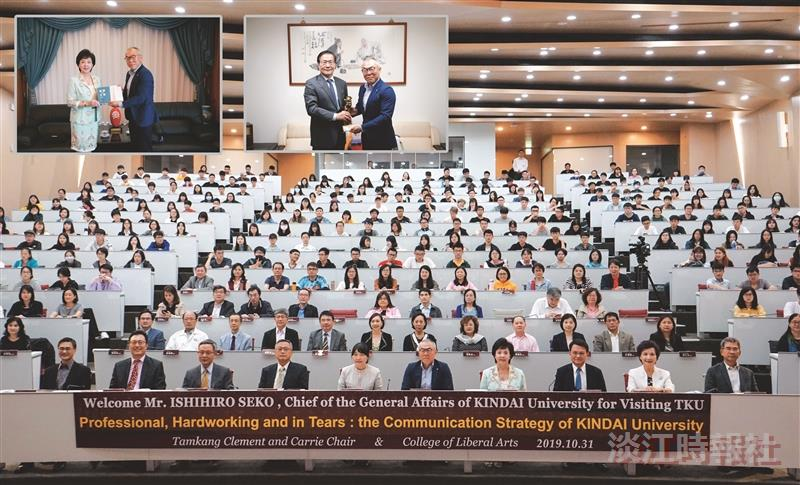 Welcome Mr. ISHIHIRO SEKO , Chief of the General Affairs of KINDAI University for Visiting TKU
Professional, Hardworking and in Tears : the Communication Strategy of KINDAI University
Tamkang Clement and Carrie Chair & College of Liberal Arts 2019.10.31
淡江時報社